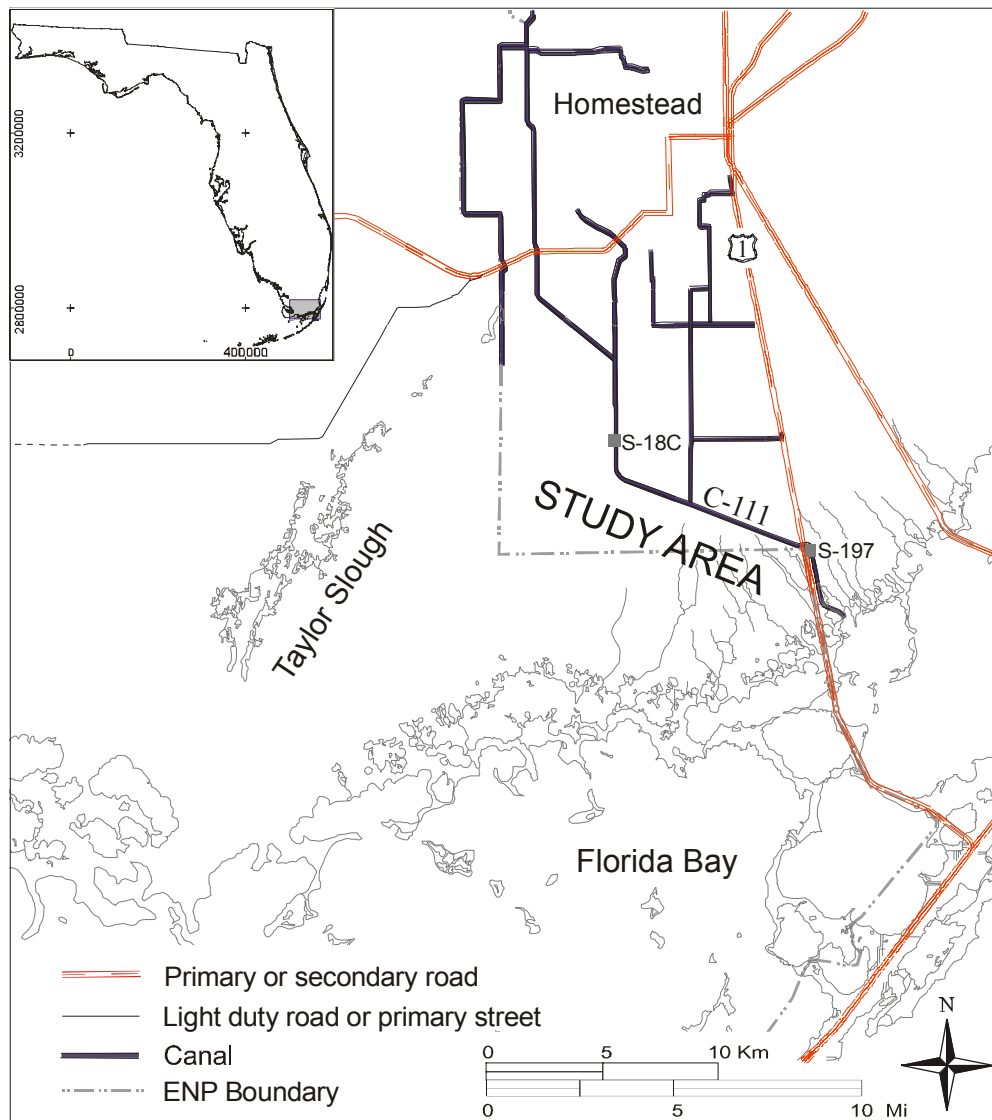 3200000
2800000
0
400000
Homestead
1
S-18C
C-111
STUDY AREA
S-197
Taylor Slough
Florida Bay
Primary or secondary road
Light duty road or primary street
Canal
ENP Boundary
0 5 10 Km
0 5 10 Mi
N